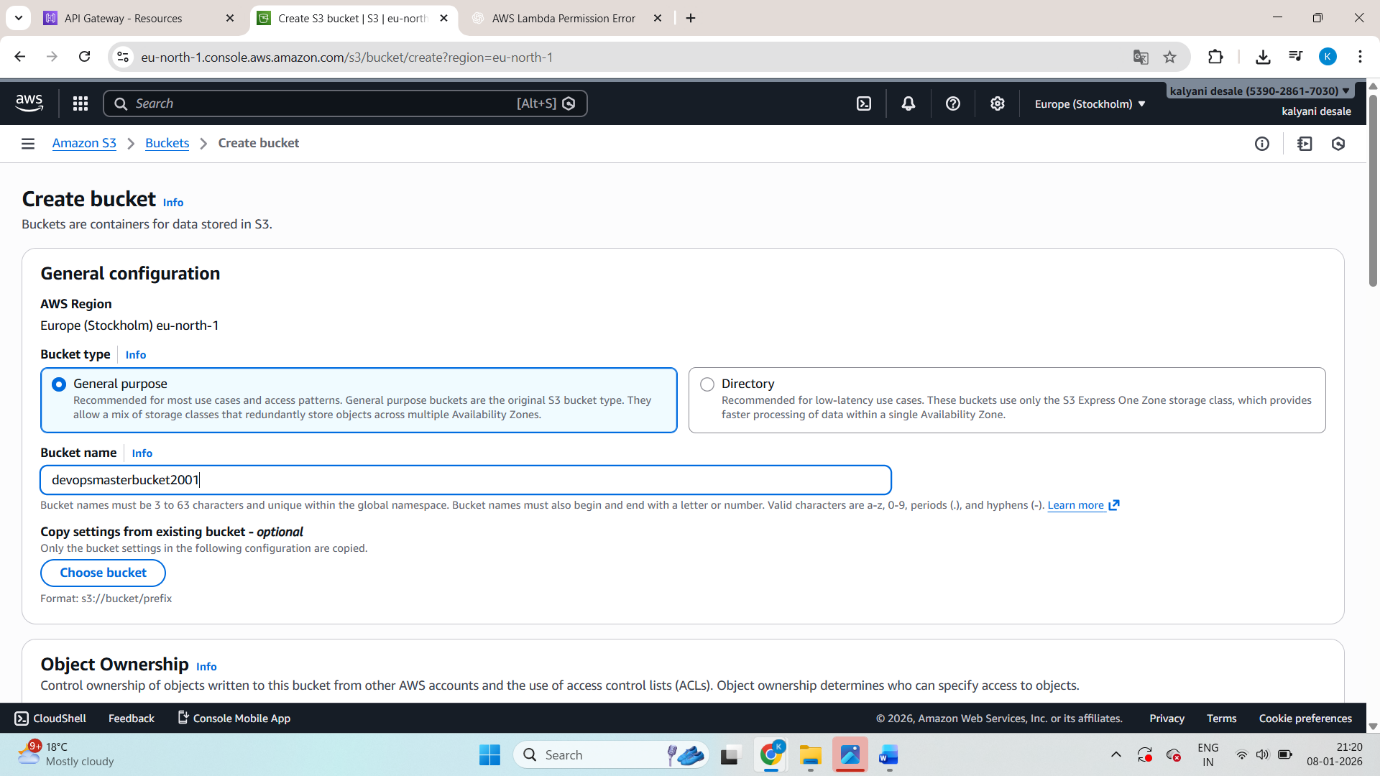 API Gateway - Resources
Create S3 bucket | S3 | eu-north
AWS Lambda Permission Error
eu-north-1.console.aws.amazon.com/s3/bucket/create?region=eu-north-1
K
aws
Search
[Alt+S]
Europe (Stockholm)
kalyani desale (5390-2861-7030)
kalyani desale
Amazon S3
Buckets
Create bucket
Create bucket Info
Buckets are containers for data stored in S3.
General configuration
AWS Region
Europe (Stockholm) eu-north-1
Bucket type Info
General purpose
Recommended for most use cases and access patterns. General purpose buckets are the original S3 bucket type. They
allow a mix of storage classes that redundantly store objects across multiple Availability Zones.
Directory
Recommended for low-latency use cases. These buckets use only the S3 Express One Zone storage class, which provides
faster processing of data within a single Availability Zone.
Bucket name Info
devopsmasterbucket2001
Bucket names must be 3 to 63 characters and unique within the global namespace. Bucket names must also begin and end with a letter or number. Valid characters are a-z, 0-9, periods (.), and hyphens (-). Learn more
Copy settings from existing bucket - optional
Only the bucket settings in the following configuration are copied.
Choose bucket
Format: s3://bucket/prefix
Object Ownership Info
Control ownership of objects written to this bucket from other AWS accounts and the use of access control lists (ACLs). Object ownership determines who can specify access to objects.
CloudShell
Feedback
Console Mobile App
© 2026, Amazon Web Services, Inc. or its affiliates.
Privacy
Terms
Cookie preferences
9+
18°C
Mostly cloudy
Search
K
ENG
IN
21:20
08-01-2026